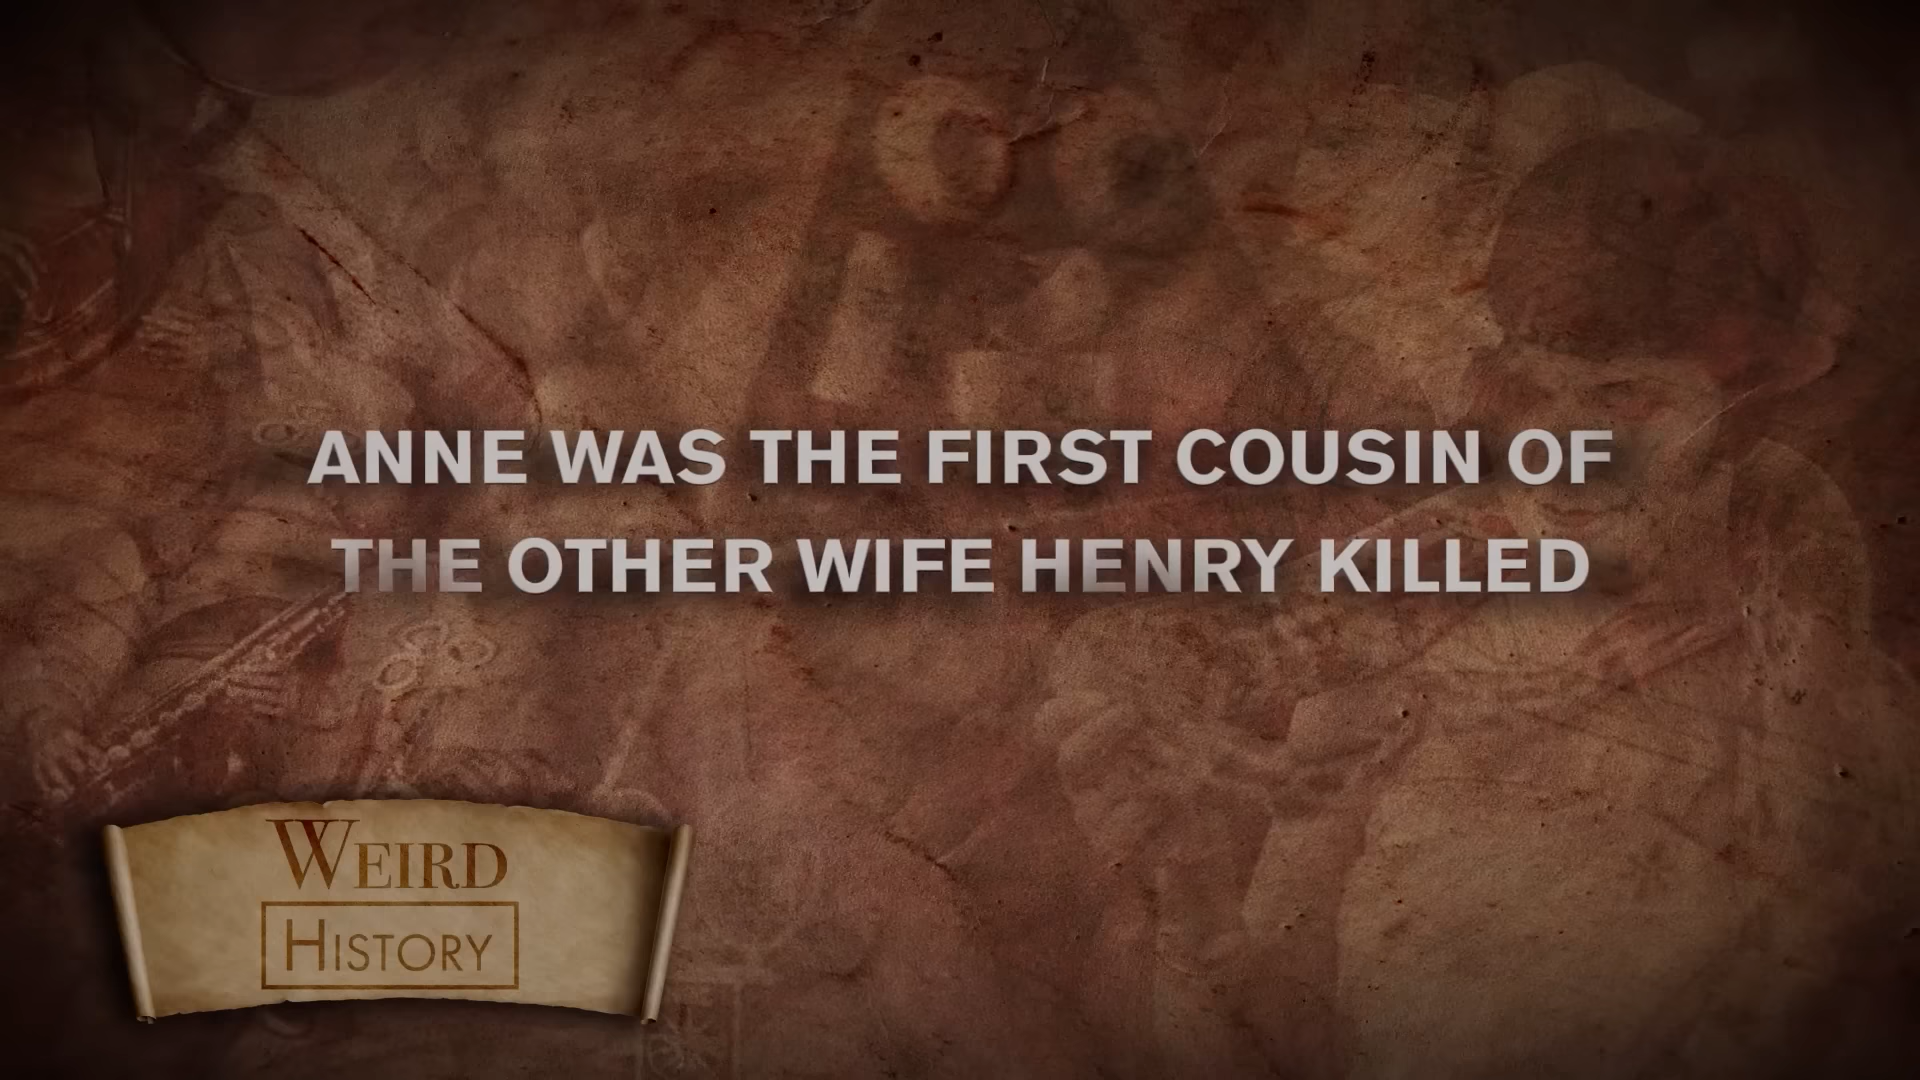 ANNE WAS THE FIRST COUSIN OF
THE OTHER WIFE HENRY KILLED
WEIRD
HISTORY